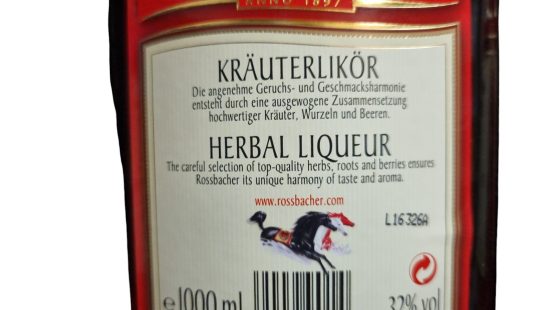 ANNO 1897
KRÄUTERLIKÖR
Die angenehme Geruchs- und Geschmacksharmonie
entsteht durch eine ausgewogene Zusammensetzung
hochwertiger Kräuter, Wurzeln und Beeren.
HERBAL LIQUEUR
The careful selection of top-quality herbs, roots and berries ensures
Rossbacher its unique harmony of taste and aroma.
www.rossbacher.com
L16326A
e 1000 ml 32% vol